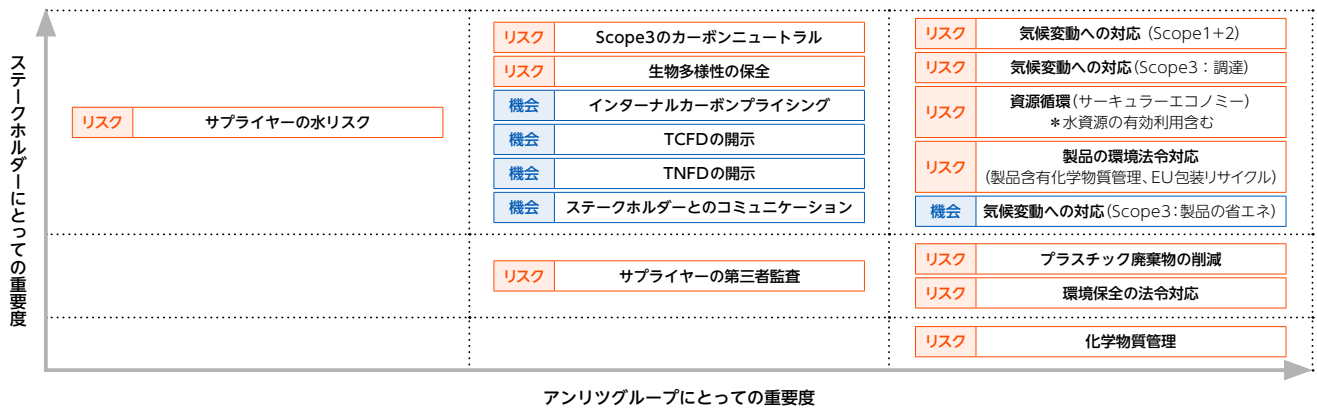 ステークホルダーにとっての重要度
リスク サプライヤーの水リスク
リスク Scope3のカーボンニュートラル
リスク 生物多様性の保全
機会 インターナルカーボンプライシング
機会 TCFDの開示
機会 TNFDの開示
機会 ステークホルダーとのコミュニケーション
リスク 気候変動への対応 (Scope1+2)
リスク 気候変動への対応(Scope3:調達)
リスク 資源循環(サーキュラーエコノミー)
＊水資源の有効利用含む
リスク 製品の環境法令対応
(製品含有化学物質管理、EU包装リサイクル)
機会 気候変動への対応(Scope3:製品の省エネ)
リスク サプライヤーの第三者監査
リスク プラスチック廃棄物の削減
リスク 環境保全の法令対応
リスク 化学物質管理
アンリツグループにとっての重要度